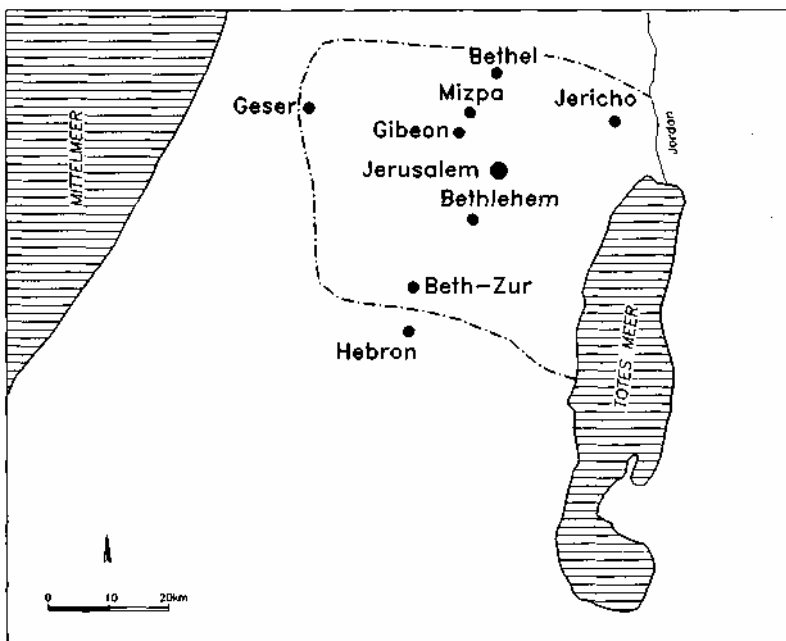 Bethel
Mizpa
Geser
Jericho
Gibeon
Jordan
MITTELMEER
Jerusalem
Bethlehem
Beth-Zur
Hebron
TOTES MEER
0 10 20km